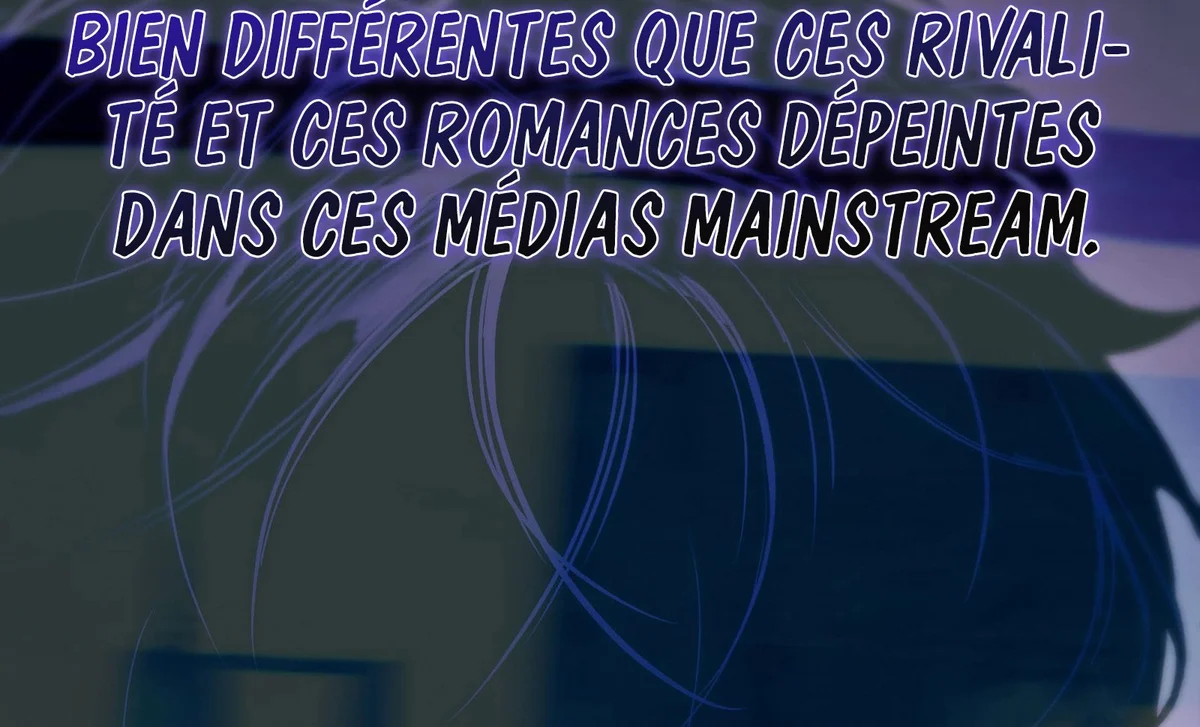 BIEN DIFFÉRENTES QUE CES RIVALI-
TÉ ET CES ROMANCES DÉPEINTES
DANS CES MÉDIAS MAINSTREAM.